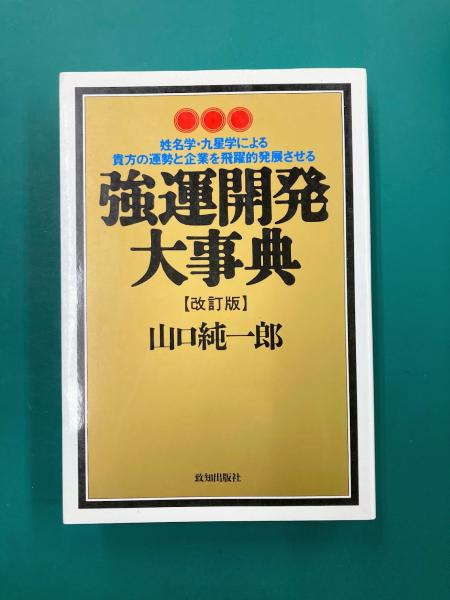 姓名学・九星学による
貴方の運勢と企業を飛躍的発展させる
強運開発
大事典
【改訂版】
山口純一郎
致知出版社